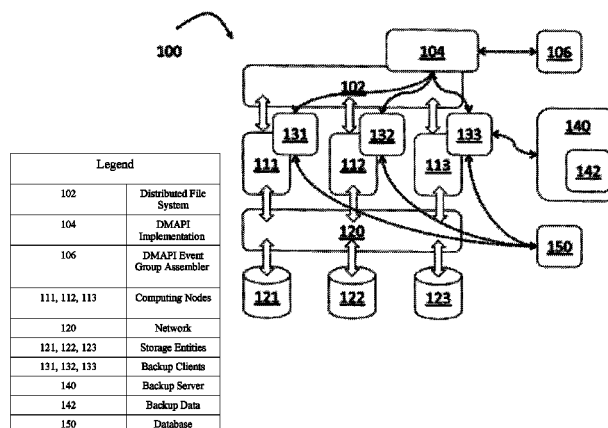 100
104
106
102
131
132
133
140
111
112
113
142
120
150
121
122
123
Legend
102 Distributed File
System
104 DMAPI
Implementation
106 DMAPI Event
Group Assembler
111, 112, 113 Computing Nodes
120 Network
121, 122, 123 Storage Entities
131, 132, 133 Backup Clients
140 Backup Server
142 Backup Data
150 Database